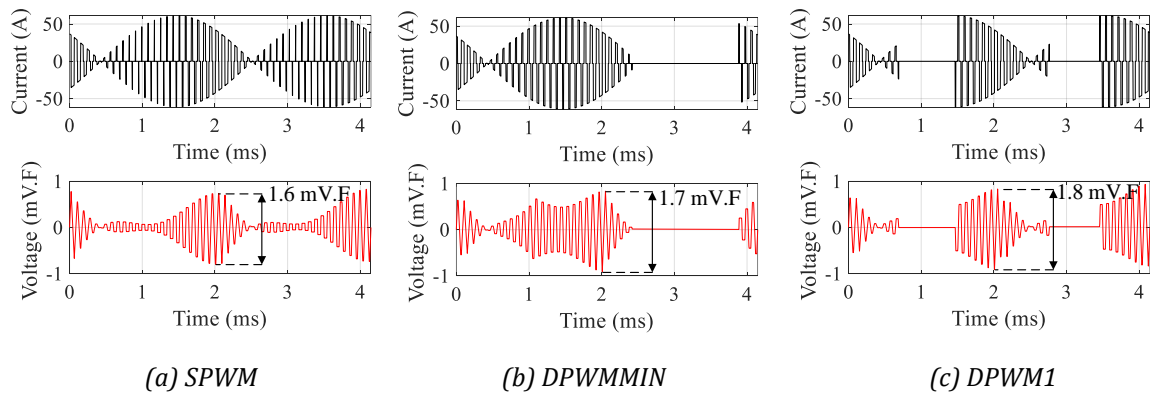 Current (A)
50
0
-50
0 1 2 3 4
Time (ms)
Voltage (mV.F)
1
0
-1
1.6 mV.F
0 1 2 3 4
Time (ms)
(a) SPWM
Current (A)
50
0
-50
0 1 2 3 4
Time (ms)
Voltage (mV.F)
1
0
-1
1.7 mV.F
0 1 2 3 4
Time (ms)
(b) DPWMMIN
Current (A)
50
0
-50
0 1 2 3 4
Time (ms)
Voltage (mV.F)
1
0
-1
1.8 mV.F
0 1 2 3 4
Time (ms)
(c) DPWM1